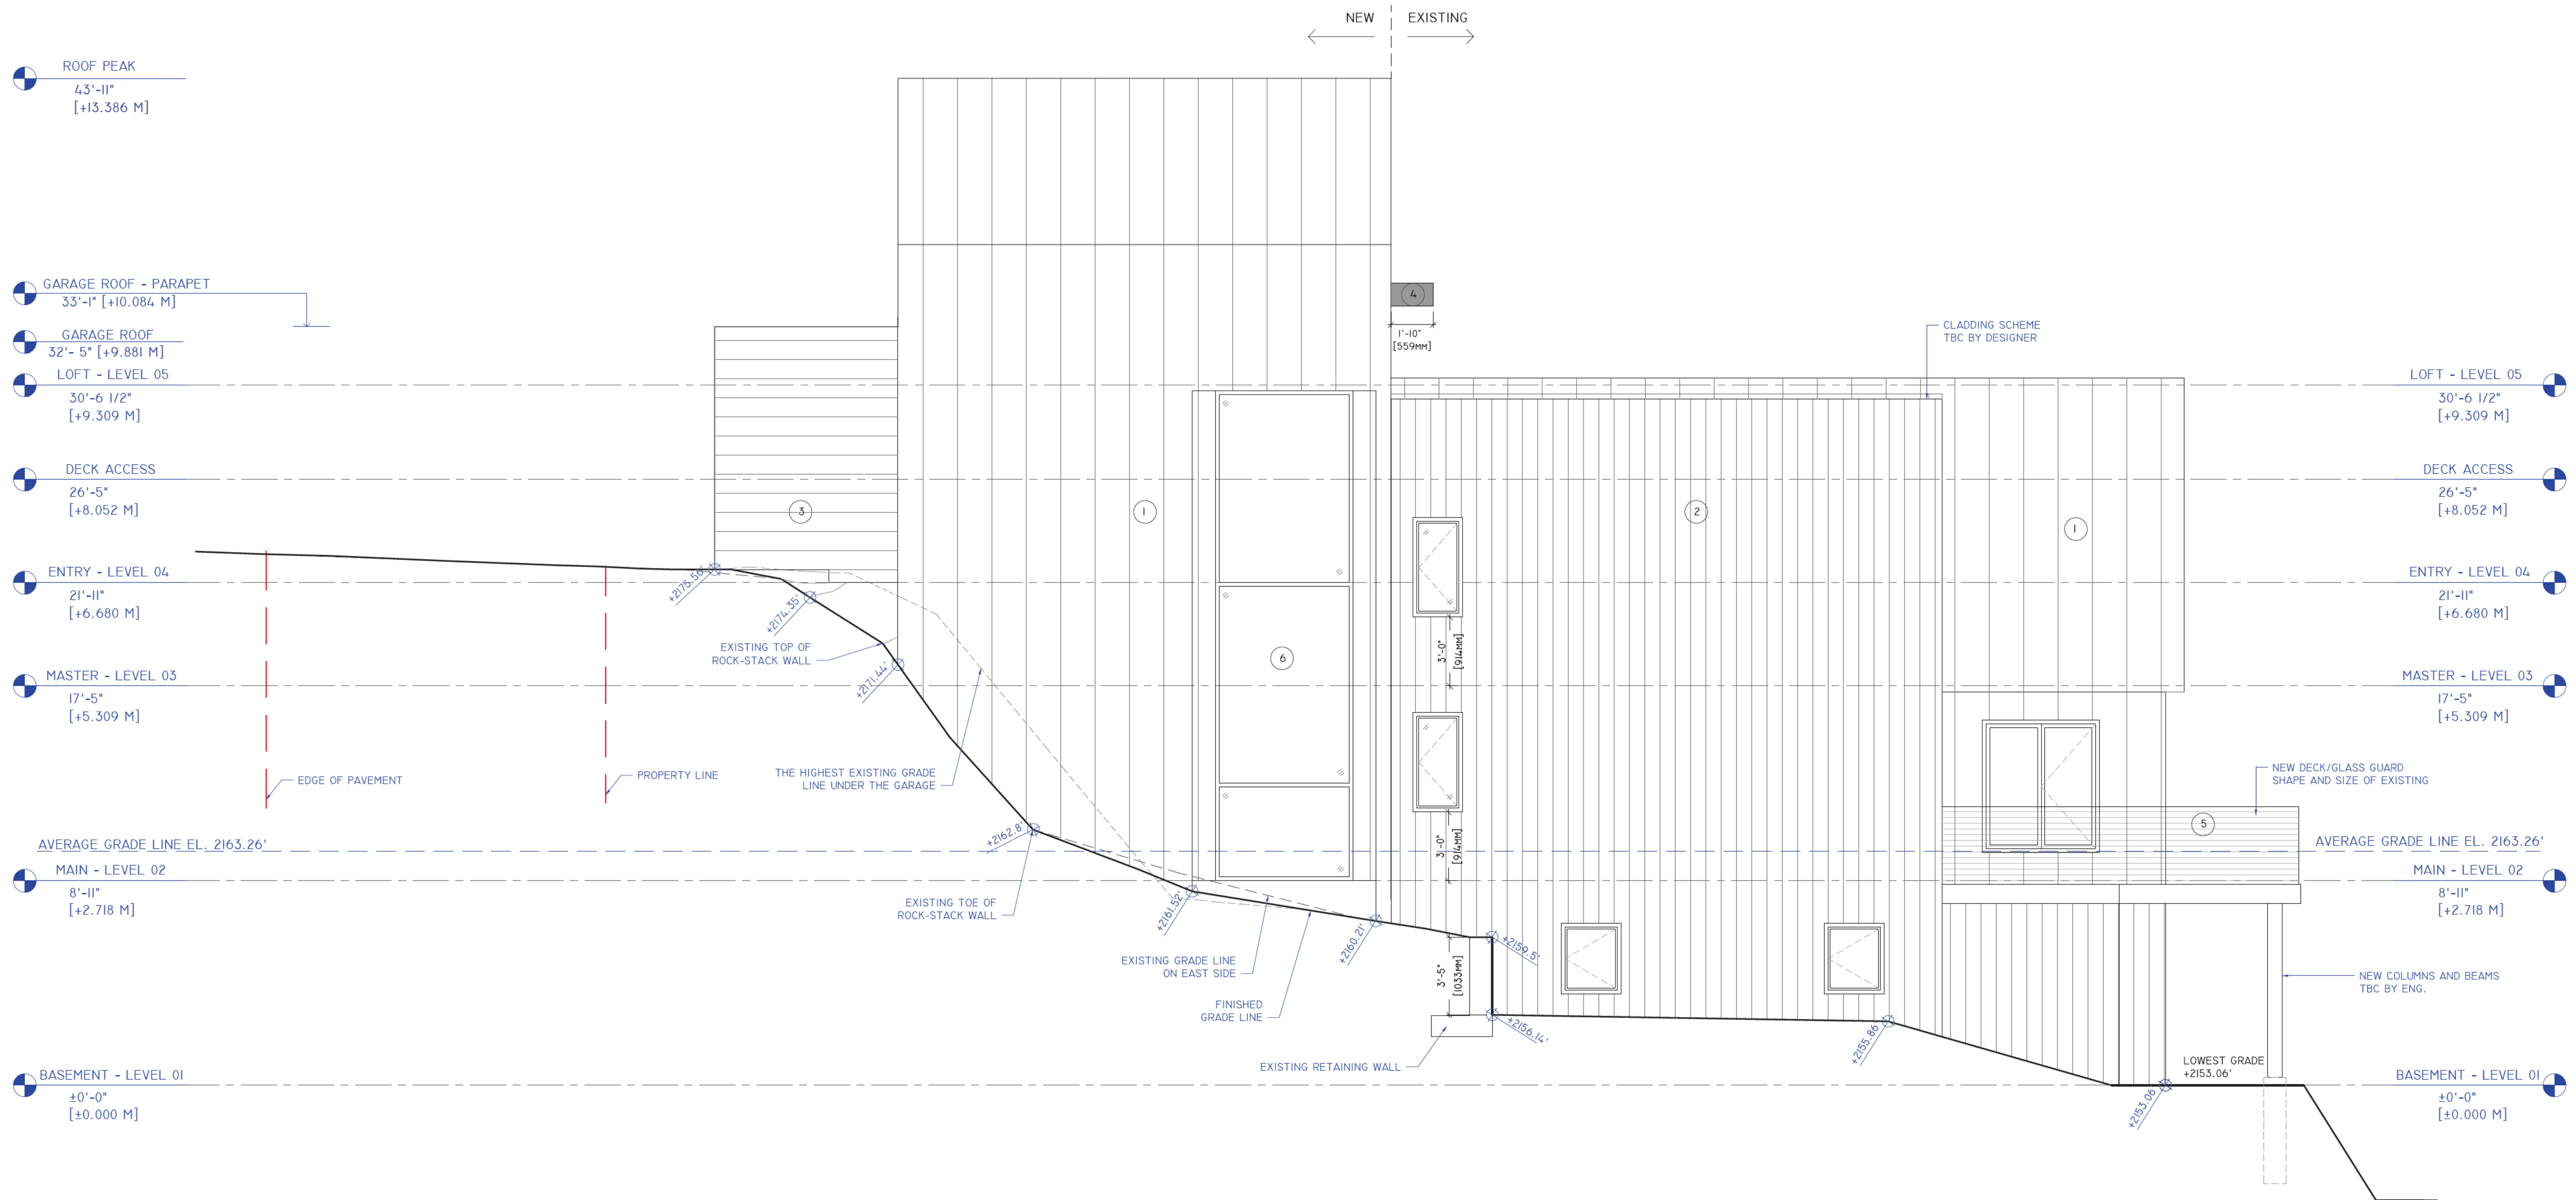 NEW EXISTING
ROOF PEAK
43'-11"
[+13.386 M]
GARAGE ROOF - PARAPET
33'-1" [+10.084 M]
GARAGE ROOF
32'- 5" [+9.881 M]
LOFT - LEVEL 05
30'-6 1/2"
[+9.309 M]
DECK ACCESS
26'-5"
[+8.052 M]
ENTRY - LEVEL 04
21'-11"
[+6.680 M]
MASTER - LEVEL 03
17'-5"
[+5.309 M]
AVERAGE GRADE LINE EL. 2163.26'
MAIN - LEVEL 02
8'-11"
[+2.718 M]
BASEMENT - LEVEL 01
±0'-0"
[±0.000 M]
EDGE OF PAVEMENT
PROPERTY LINE
+2175.56'
+2174.35'
EXISTING TOP OF
ROCK-STACK WALL
+2171.44'
THE HIGHEST EXISTING GRADE
LINE UNDER THE GARAGE
+2162.8'
EXISTING TOE OF
ROCK-STACK WALL
+2161.52'
EXISTING GRADE LINE
ON EAST SIDE
FINISHED
GRADE LINE
+2160.21'
EXISTING RETAINING WALL
3
1
6
4
1'-10"
[559MM]
3'-0"
[914MM]
3'-0"
[914MM]
3'-5"
[1033MM]
+2159.5'
+2156.14'
2
CLADDING SCHEME
TBC BY DESIGNER
1
5
NEW DECK/GLASS GUARD
SHAPE AND SIZE OF EXISTING
NEW COLUMNS AND BEAMS
TBC BY ENG.
+2155.86'
LOWEST GRADE
+2153.06'
+2153.06'
LOFT - LEVEL 05
30'-6 1/2"
[+9.309 M]
DECK ACCESS
26'-5"
[+8.052 M]
ENTRY - LEVEL 04
21'-11"
[+6.680 M]
MASTER - LEVEL 03
17'-5"
[+5.309 M]
AVERAGE GRADE LINE EL. 2163.26'
MAIN - LEVEL 02
8'-11"
[+2.718 M]
BASEMENT - LEVEL 01
±0'-0"
[±0.000 M]